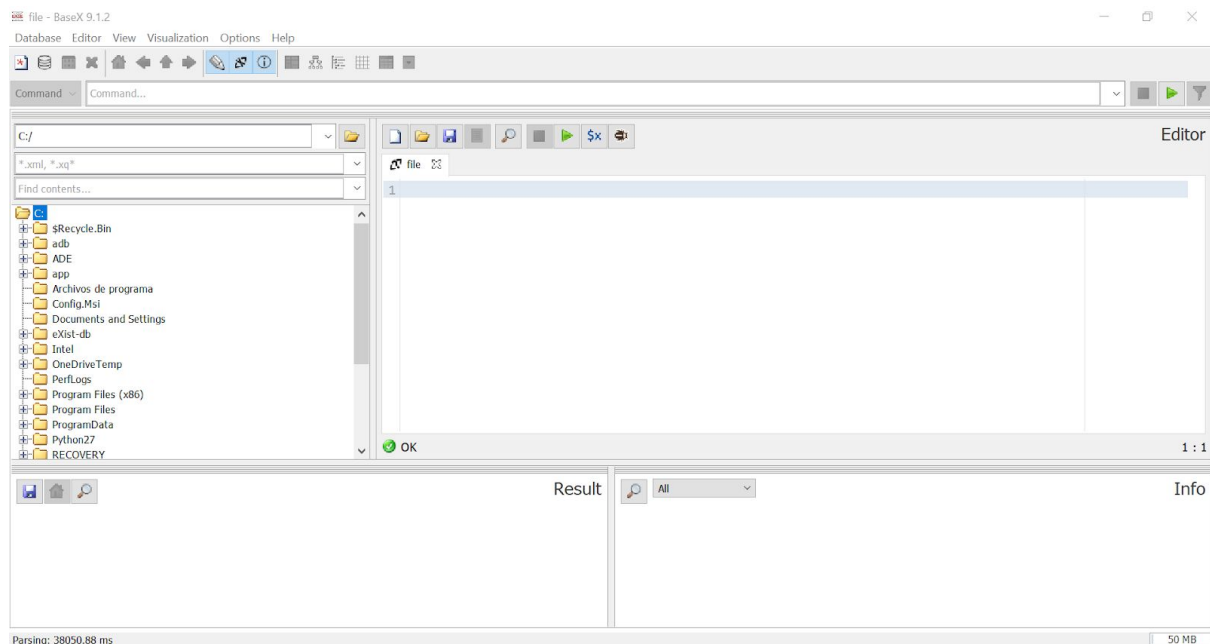 file - BaseX 9.1.2
Database Editor View Visualization Options Help
Command Command...
C:/
*.xml, *.xq*
Find contents...
C:
$Recycle.Bin
adb
ADE
app
Archivos de programa
Config.Msi
Documents and Settings
eXist-db
Intel
OneDriveTemp
PerfLogs
Program Files (x86)
Program Files
ProgramData
Python27
RECOVERY
$x
Editor
file
1
OK
1 : 1
Result
All
Info
Parsing: 38050.88 ms
50 MB